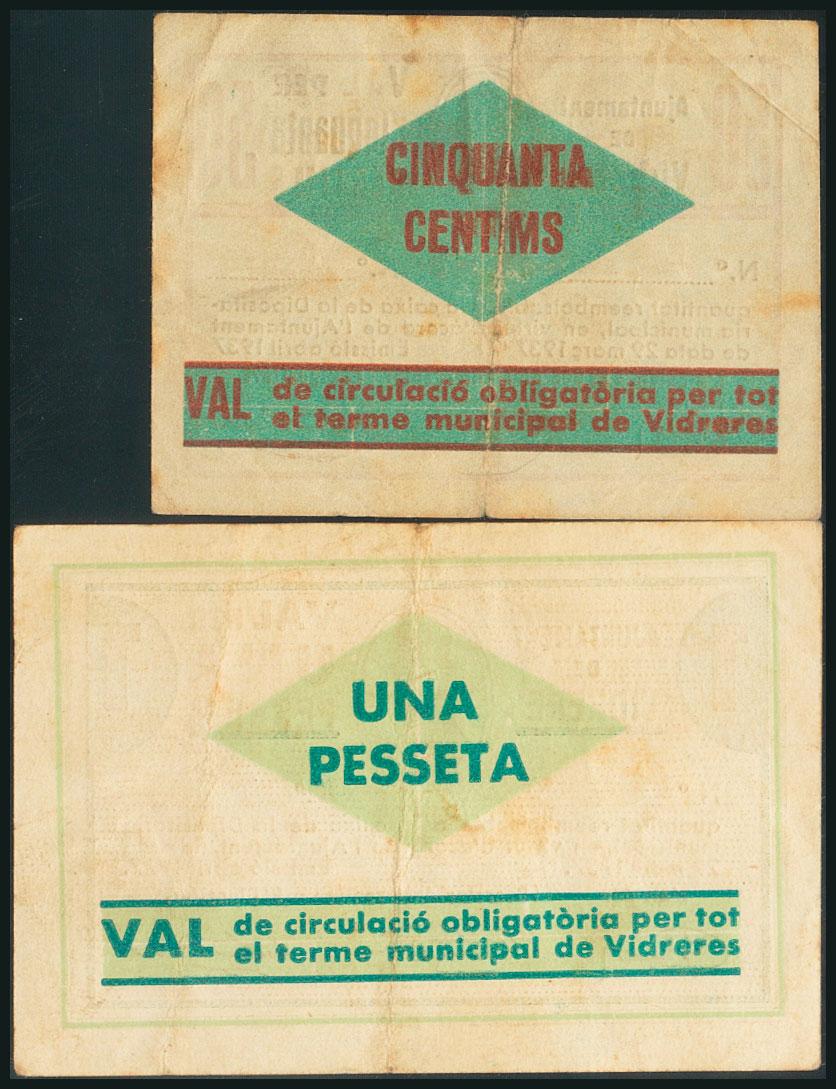 CINQUANTA
CENTIMS
VAL de circulació obligatòria per tot
el terme municipal de Vidreres
UNA
PESSETA
VAL de circulació obligatòria per tot
el terme municipal de Vidreres